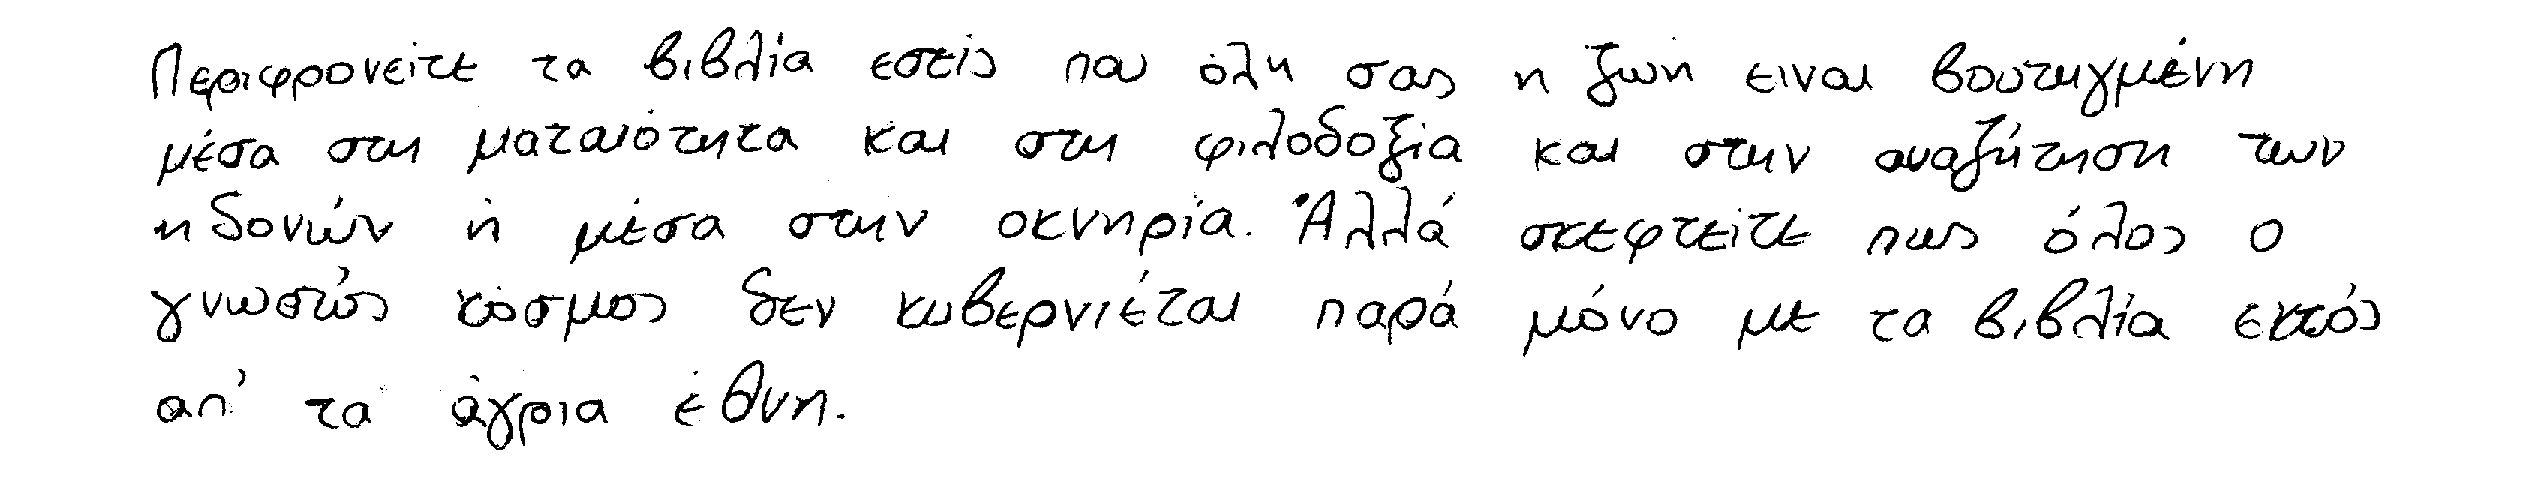 Περιφρονείτε τα βιβλία εσείς που όλη σας η ζωή ειναι βουτηγμένη
μέσα στη ματαιότητα και στη φιλοδοξία και στην αναζήτηση των
ηδονών ή μέσα στην οκνηρία. Αλλά σκεφτείτε πως όλος ο
γνωστός κόσμος δεν κυβερνιέται παρά μόνο με τα βιβλία εκτός
απ' τα άγρια έθνη.